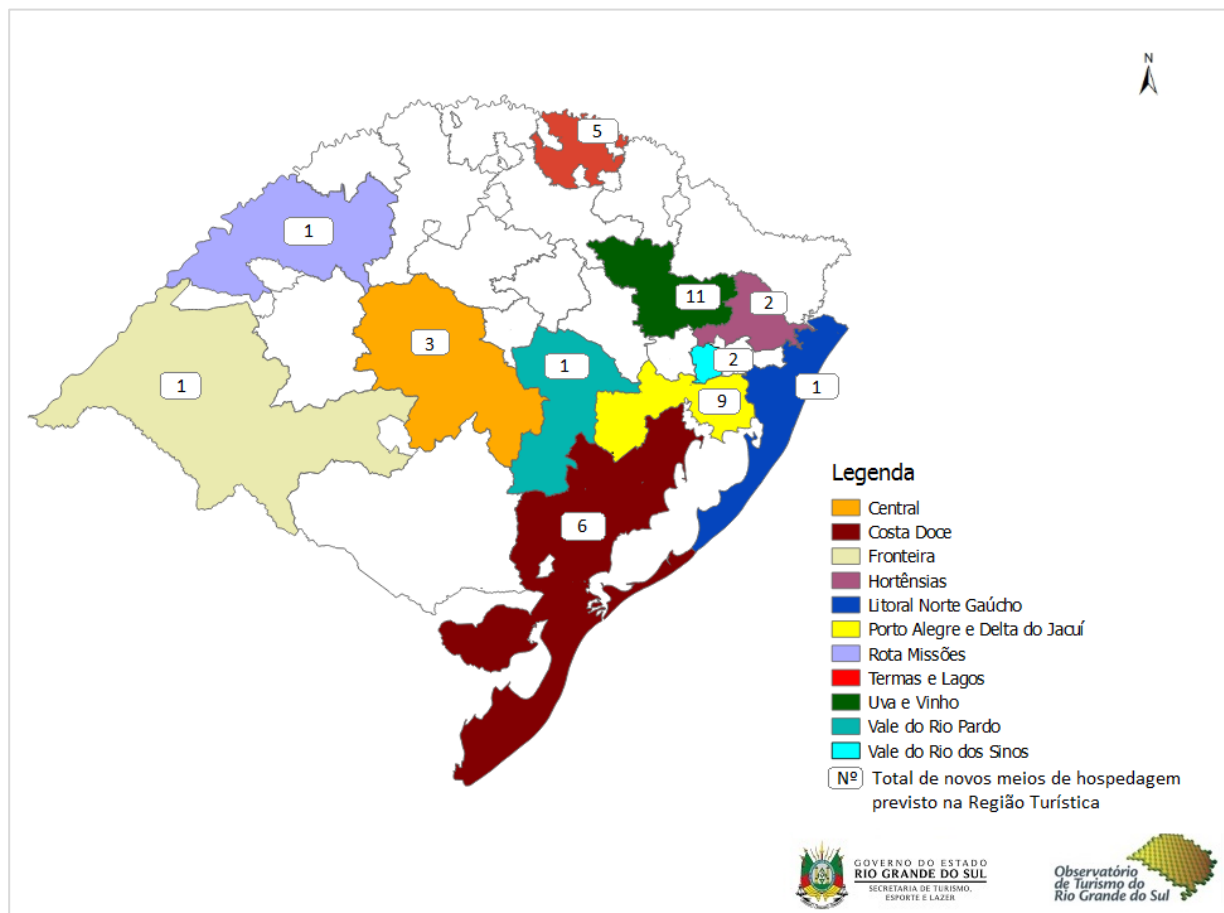 N
5
1
11
2
3
1
2
1
1
9
6
Legenda
Central
Costa Doce
Fronteira
Hortênsias
Litoral Norte Gaúcho
Porto Alegre e Delta do Jacuí
Rota Missões
Termas e Lagos
Uva e Vinho
Vale do Rio Pardo
Vale do Rio dos Sinos
Nº Total de novos meios de hospedagem
previsto na Região Turística
GOVERNO DO ESTADO
RIO GRANDE DO SUL
SECRETARIA DE TURISMO,
ESPORTE E LAZER
Observatório
de Turismo do
Rio Grande do Sul